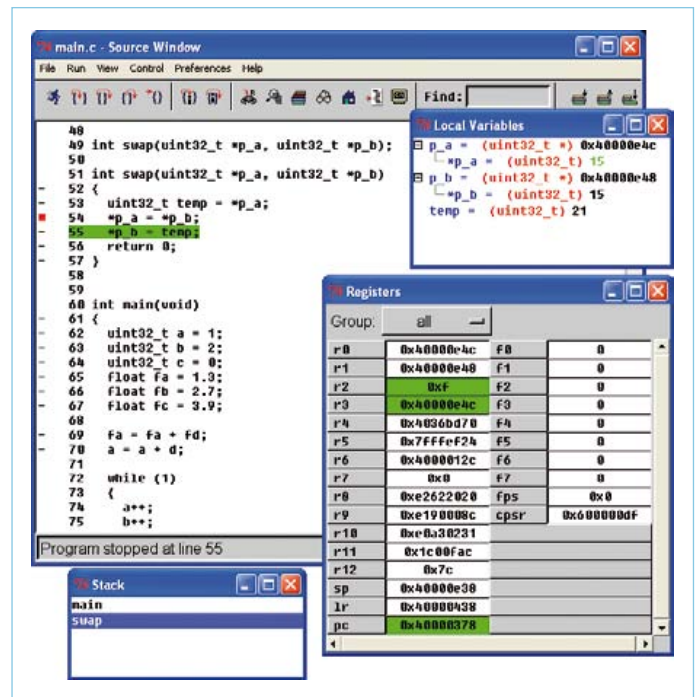 main.c - Source Window
File Run View Control Preferences Help
Find:
48
49 int swap(uint32_t *p_a, uint32_t *p_b);
50
51 int swap(uint32_t *p_a, uint32_t *p_b)
- 52 {
- 53 uint32_t temp = *p_a;
54 *p_a = *p_b;
- 55 *p_b = temp;
- 56 return 0;
- 57 }
58
59
60 int main(void)
- 61 {
- 62 uint32_t a = 1;
- 63 uint32_t b = 2;
- 64 uint32_t c = 0;
- 65 float fa = 1.3;
- 66 float fb = 2.7;
- 67 float fc = 3.9;
68
- 69 fa = fa + fd;
- 70 a = a + d;
71
72 while (1)
73 {
74 a++;
75 b++;
Program stopped at line 55
Local Variables
p_a = (uint32_t *) 0x40000e4c
*p_a = (uint32_t) 15
p_b = (uint32_t *) 0x40000e48
*p_b = (uint32_t) 15
temp = (uint32_t) 21
Registers
Group: all
r0 0x40000e4c f0 0
r1 0x40000e48 f1 0
r2 0xf f2 0
r3 0x40000e4c f3 0
r4 0x4036bd70 f4 0
r5 0x7fffef24 f5 0
r6 0x4000012c f6 0
r7 0x0 f7 0
r8 0xe2622020 fps 0x0
r9 0xe190008c cpsr 0x600000df
r10 0xe0a30231
r11 0x1c00fac
r12 0x7c
sp 0x40000e38
lr 0x40000438
pc 0x40000378
Stack
main
swap